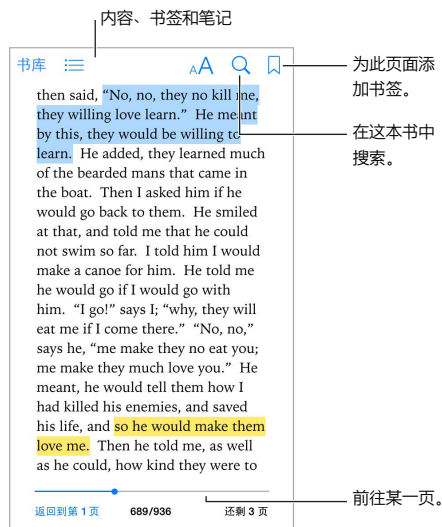 内容、书签和笔记
书库
AA
为此页面添
加书签。
在这本书中
搜索。
then said, “No, no, they no kill me,
they willing love learn.” He meant
by this, they would be willing to
learn. He added, they learned much
of the bearded mans that came in
the boat. Then I asked him if he
would go back to them. He smiled
at that, and told me that he could
not swim so far. I told him I would
make a canoe for him. He told me
he would go if I would go with
him. “I go!” says I; “why, they will
eat me if I come there.” “No, no,”
says he, “me make they no eat you;
me make they much love you.” He
meant, he would tell them how I
had killed his enemies, and saved
his life, and so he would make them
love me. Then he told me, as well
as he could, how kind they were to
前往某一页。
返回到第 1 页 689/936 还剩 3 页